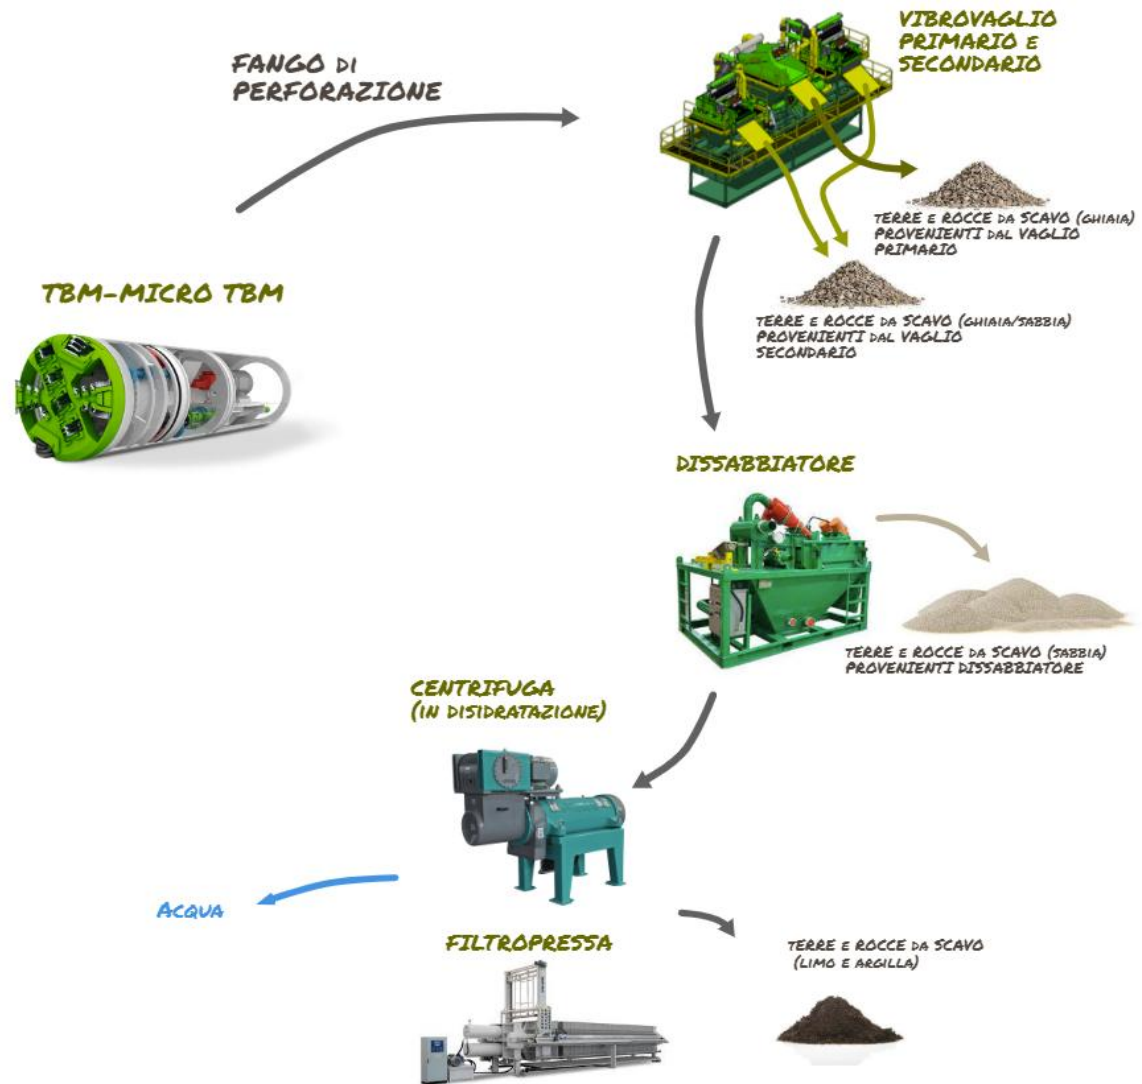 VIBROVAGLIO
PRIMARIO E
SECONDARIO
FANGO DI
PERFORAZIONE
TERRE E ROCCE DA SCAVO (GHIAIA)
PROVENIENTI DAL VAGLIO
PRIMARIO
TBM-MICRO TBM
TERRE E ROCCE DA SCAVO (GHIAIA/SABBIA)
PROVENIENTI DAL VAGLIO
SECONDARIO
DISSABBIATORE
TERRE E ROCCE DA SCAVO (SABBIA)
PROVENIENTI DISSABBIATORE
CENTRIFUGA
(IN DISIDRATAZIONE)
ACQUA
FILTROPRESSA
TERRE E ROCCE DA SCAVO
(LIMO E ARGILLA)